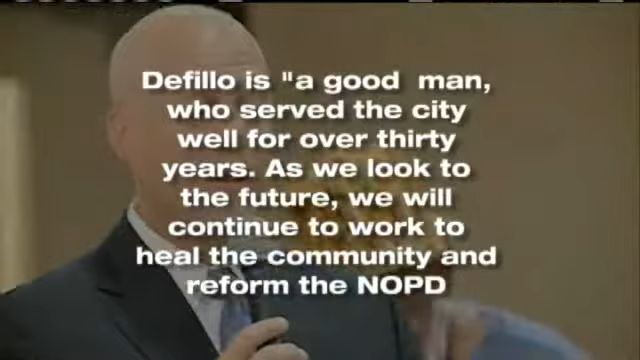 Defillo is "a good man,
who served the city
well for over thirty
years. As we look to
the future, we will
continue to work to
heal the community and
reform the NOPD